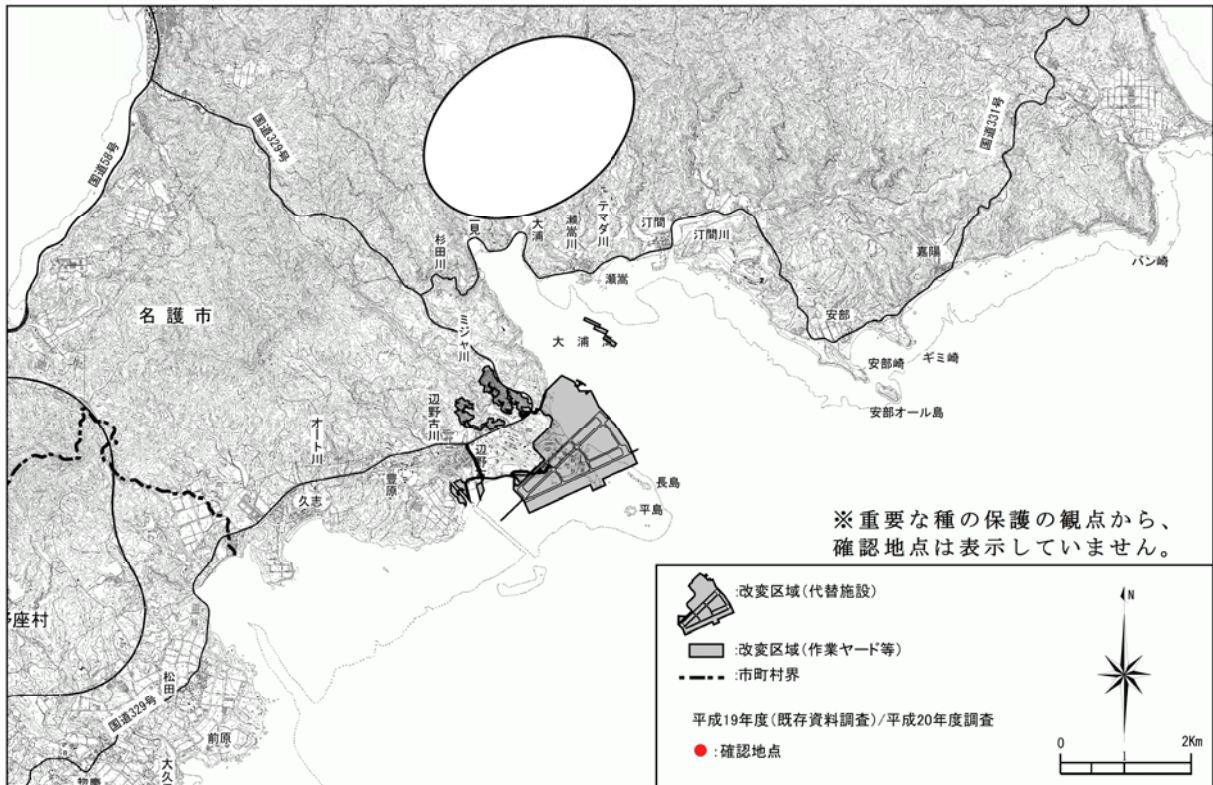 国道58号
国道329号
国道331号
名護市
杉田川
二見
大浦
瀬嵩川
テマダ川
汀間
汀間川
瀬嵩
嘉陽
バン崎
安部
安部崎
ギミ崎
安部オール島
大浦
ミジャ川
辺野古川
辺野
オート川
久志
豊原
長島
平島
※重要な種の保護の観点から、
確認地点は表示していません。
座村
松田
国道329号
前原
大久
惣慶
:改変区域(代替施設)
:改変区域(作業ヤード等)
:市町村界
平成19年度(既存資料調査)/平成20年度調査
:確認地点
N
0
1
2Km